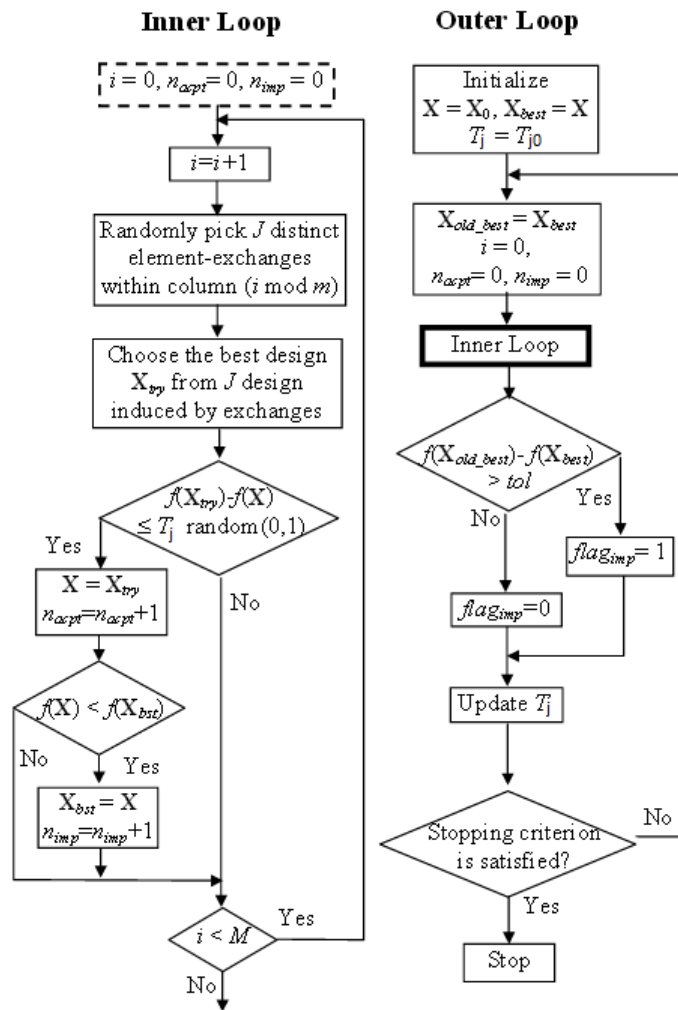 Inner Loop
i = 0, n_acpt= 0, n_imp = 0
i=i+1
Randomly pick J distinct
element-exchanges
within column (i mod m)
Choose the best design
X_try from J design
induced by exchanges
f(X_try)-f(X)
≤ T_j random(0,1)
Yes
No
X = X_try
n_acpt=n_acpt+1
f(X) < f(X_bst)
No
Yes
X_bst = X
n_imp=n_imp+1
i < M
Yes
No
Outer Loop
Initialize
X = X_0, X_best = X
T_j = T_j0
X_old_best = X_best
i = 0,
n_acpt= 0, n_imp = 0
Inner Loop
f(X_old_best)- f(X_best)
> tol
Yes
No
flag_imp= 1
flag_imp=0
Update T_j
Stopping criterion
is satisfied?
No
Yes
Stop